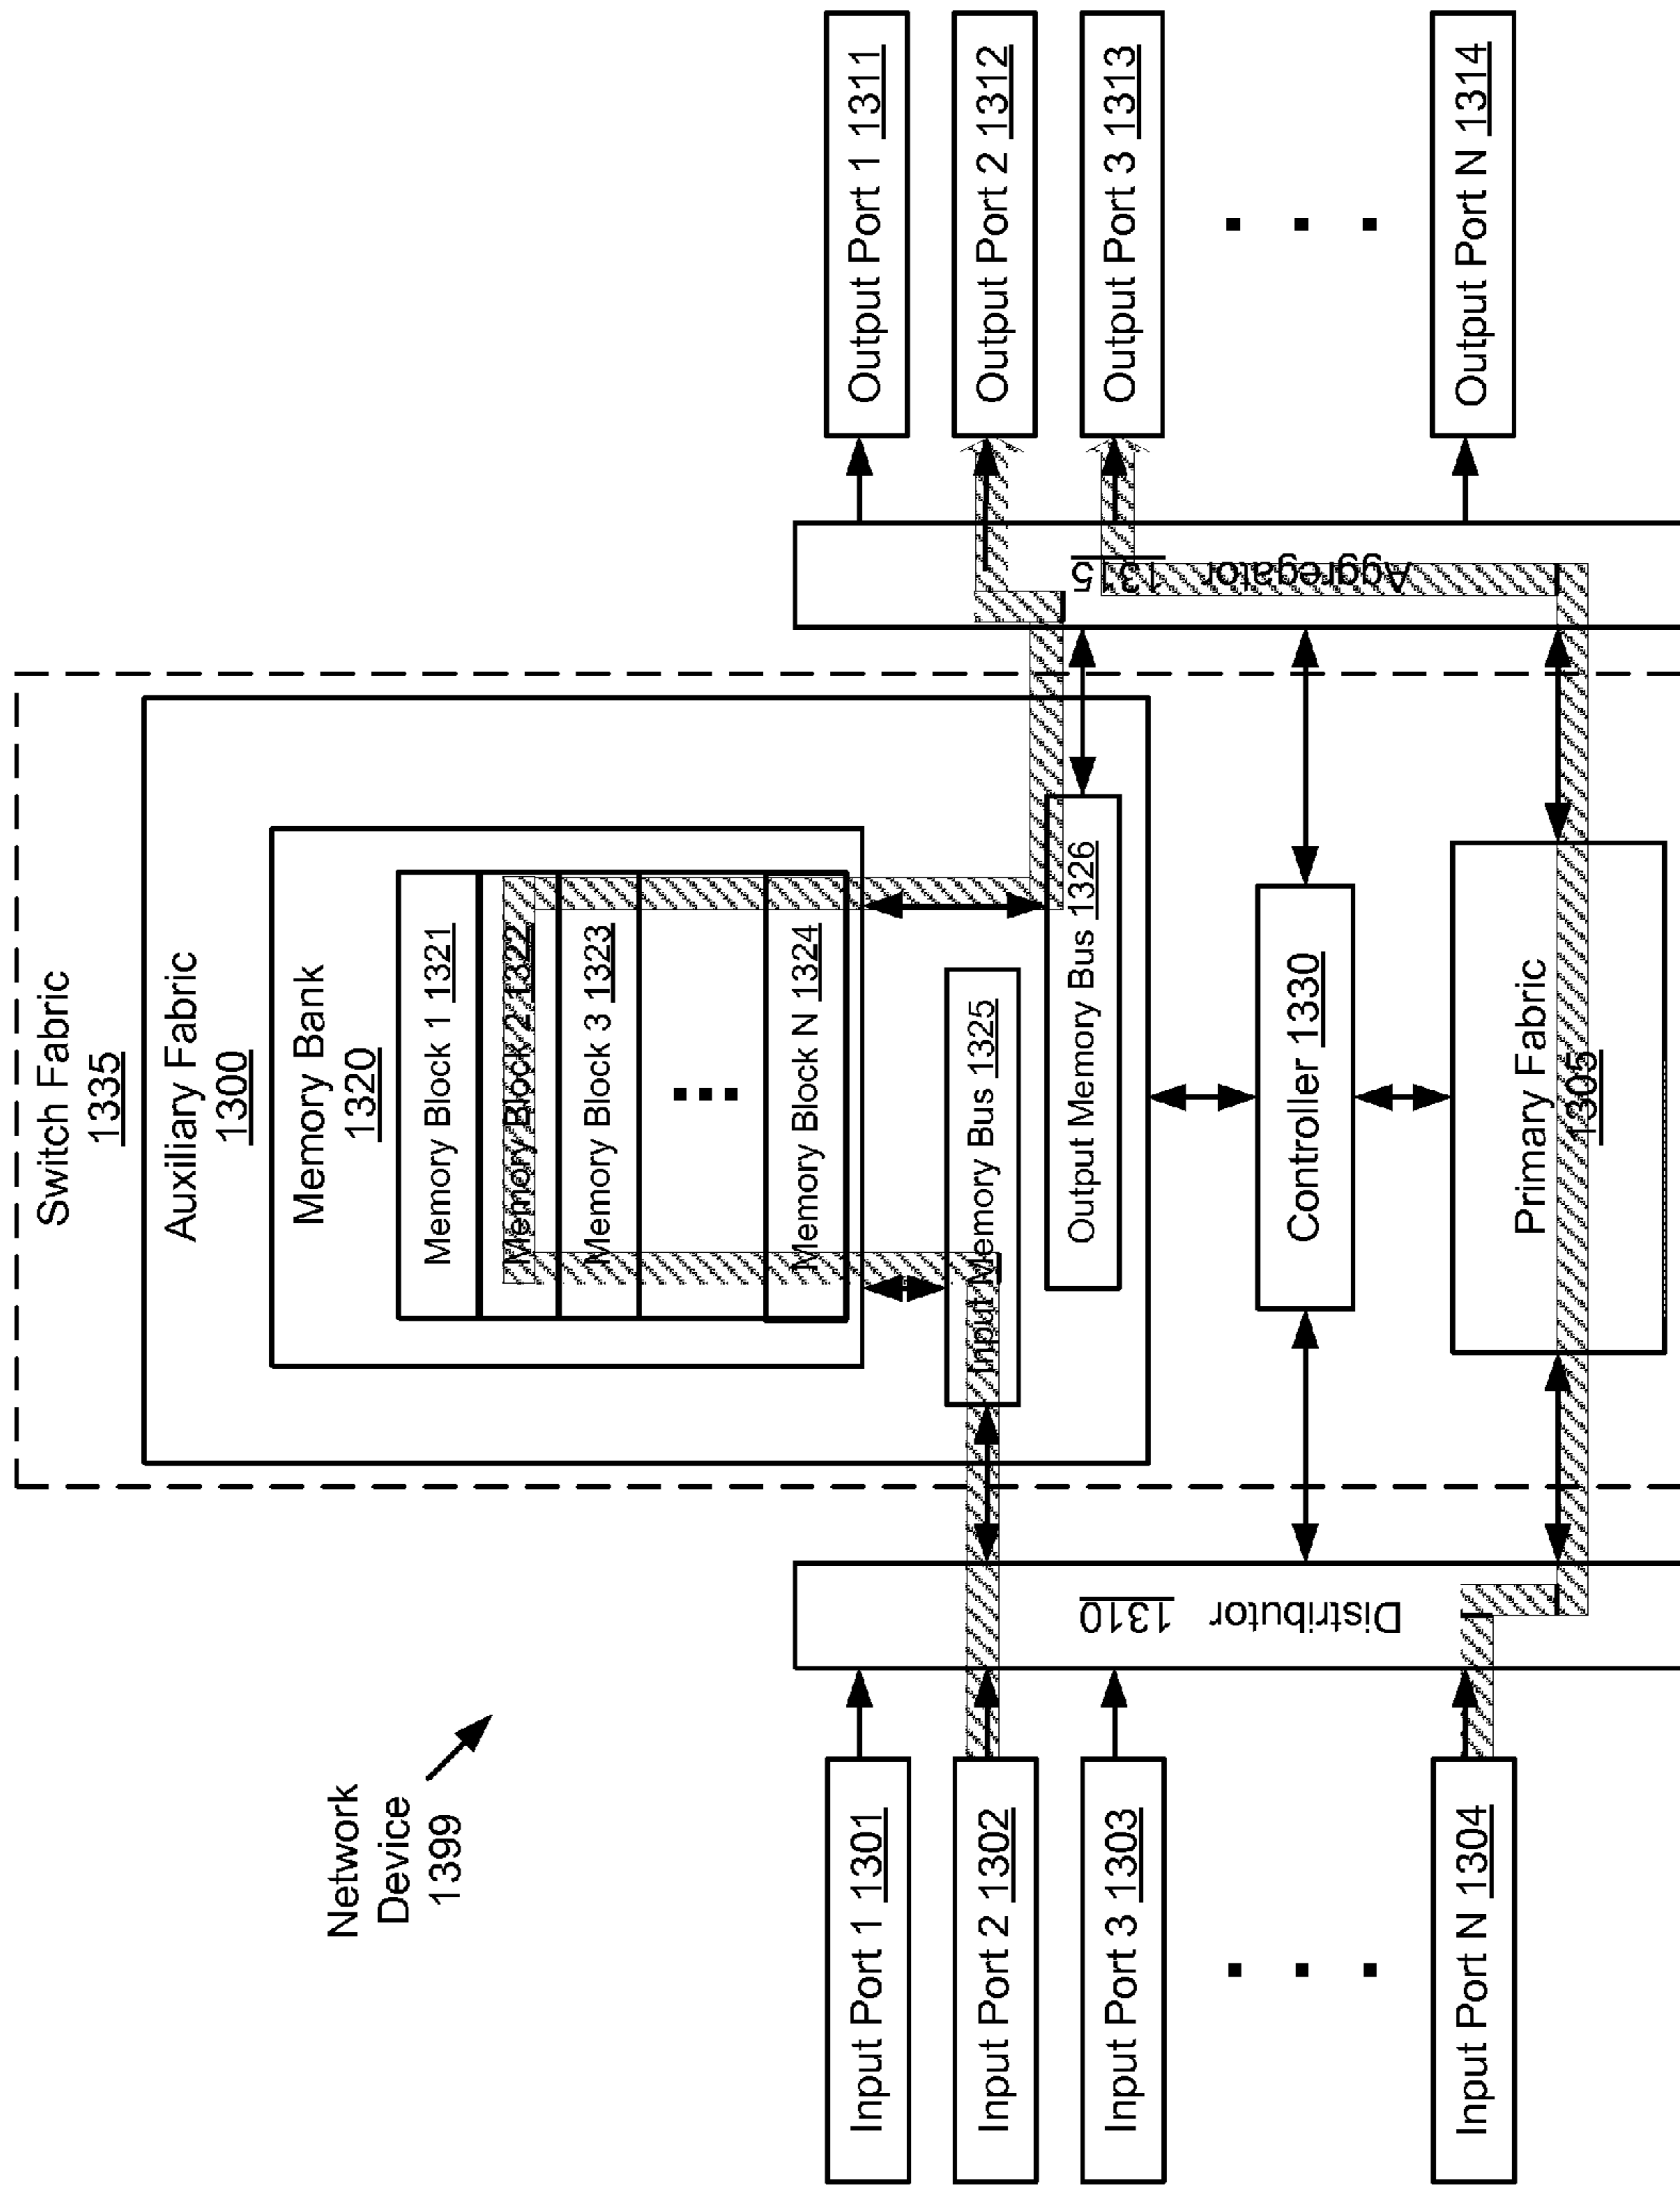 Network
Device
1399
Switch Fabric
1335
Auxiliary Fabric
1300
Memory Bank
1320
Memory Block 1 1321
Memory Block 2 1322
Memory Block 3 1323
...
Memory Block N 1324
Input Memory Bus 1325
Output Memory Bus 1326
Controller 1330
Primary Fabric
1305
Input Port 1 1301
Input Port 2 1302
Input Port 3 1303
. . .
Input Port N 1304
Distributor 1310
Aggregator 1315
Output Port 1 1311
Output Port 2 1312
Output Port 3 1313
. . .
Output Port N 1314